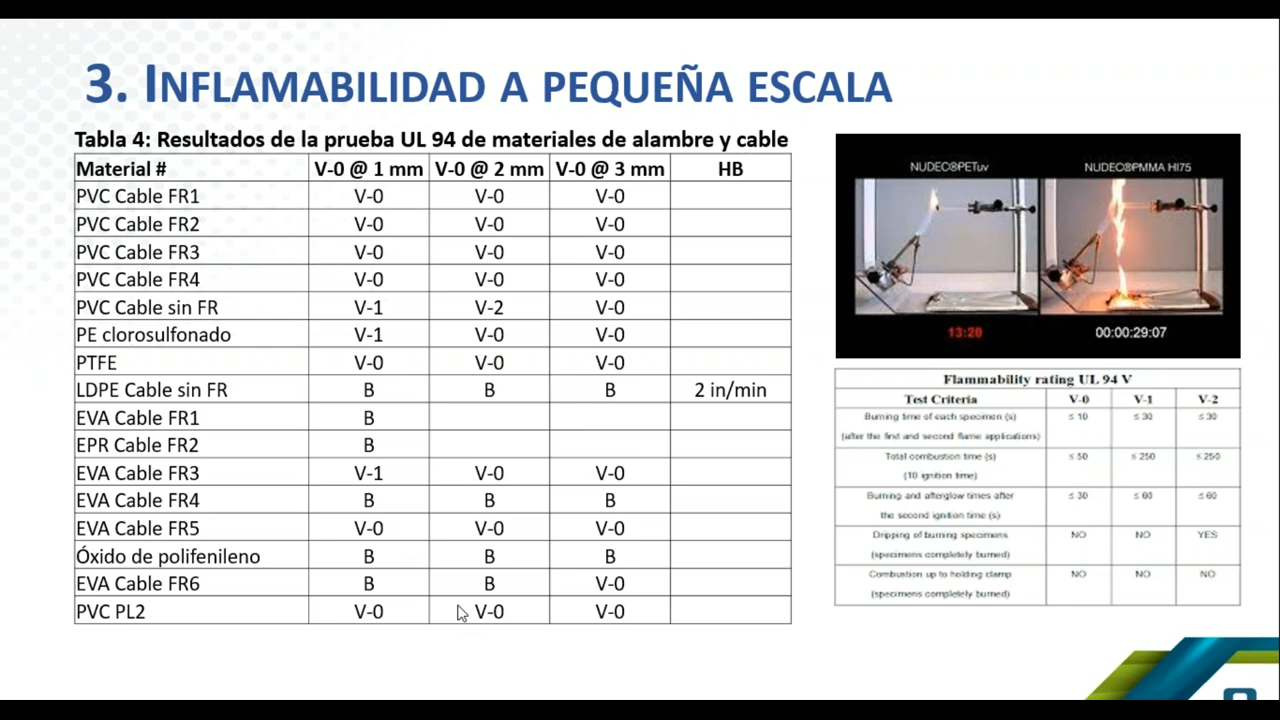 3. INFLAMABILIDAD A PEQUEÑA ESCALA
Tabla 4: Resultados de la prueba UL 94 de materiales de alambre y cable
Material # V-0 @ 1 mm V-0 @ 2 mm V-0 @ 3 mm HB
PVC Cable FR1 V-0 V-0 V-0
PVC Cable FR2 V-0 V-0 V-0
PVC Cable FR3 V-0 V-0 V-0
PVC Cable FR4 V-0 V-0 V-0
PVC Cable sin FR V-1 V-2 V-0
PE clorosulfonado V-1 V-0 V-0
PTFE V-0 V-0 V-0
LDPE Cable sin FR B B B 2 in/min
EVA Cable FR1 B
EPR Cable FR2 B
EVA Cable FR3 V-1 V-0 V-0
EVA Cable FR4 B B B
EVA Cable FR5 V-0 V-0 V-0
Óxido de polifenileno B B B
EVA Cable FR6 B B V-0
PVC PL2 V-0 V-0 V-0
NUDEC®PETuv NUDEC®PMMA HI75
13:20 00:00:29:07
Flammability rating UL 94 V
Test Criteria V-0 V-1 V-2
Burning time of each specimen (s) ≤ 10 ≤ 30 ≤ 30
(after the first and second flame applications)
Total combustion time (s) ≤ 50 ≤ 250 ≤ 250
(10 ignition time)
Burning and afterglow times after ≤ 30 ≤ 60 ≤ 60
the second ignition time (s)
Dripping of burning specimens NO NO YES
(specimens completely burned)
Combustion up to holding clamp NO NO NO
(specimens completely burned)